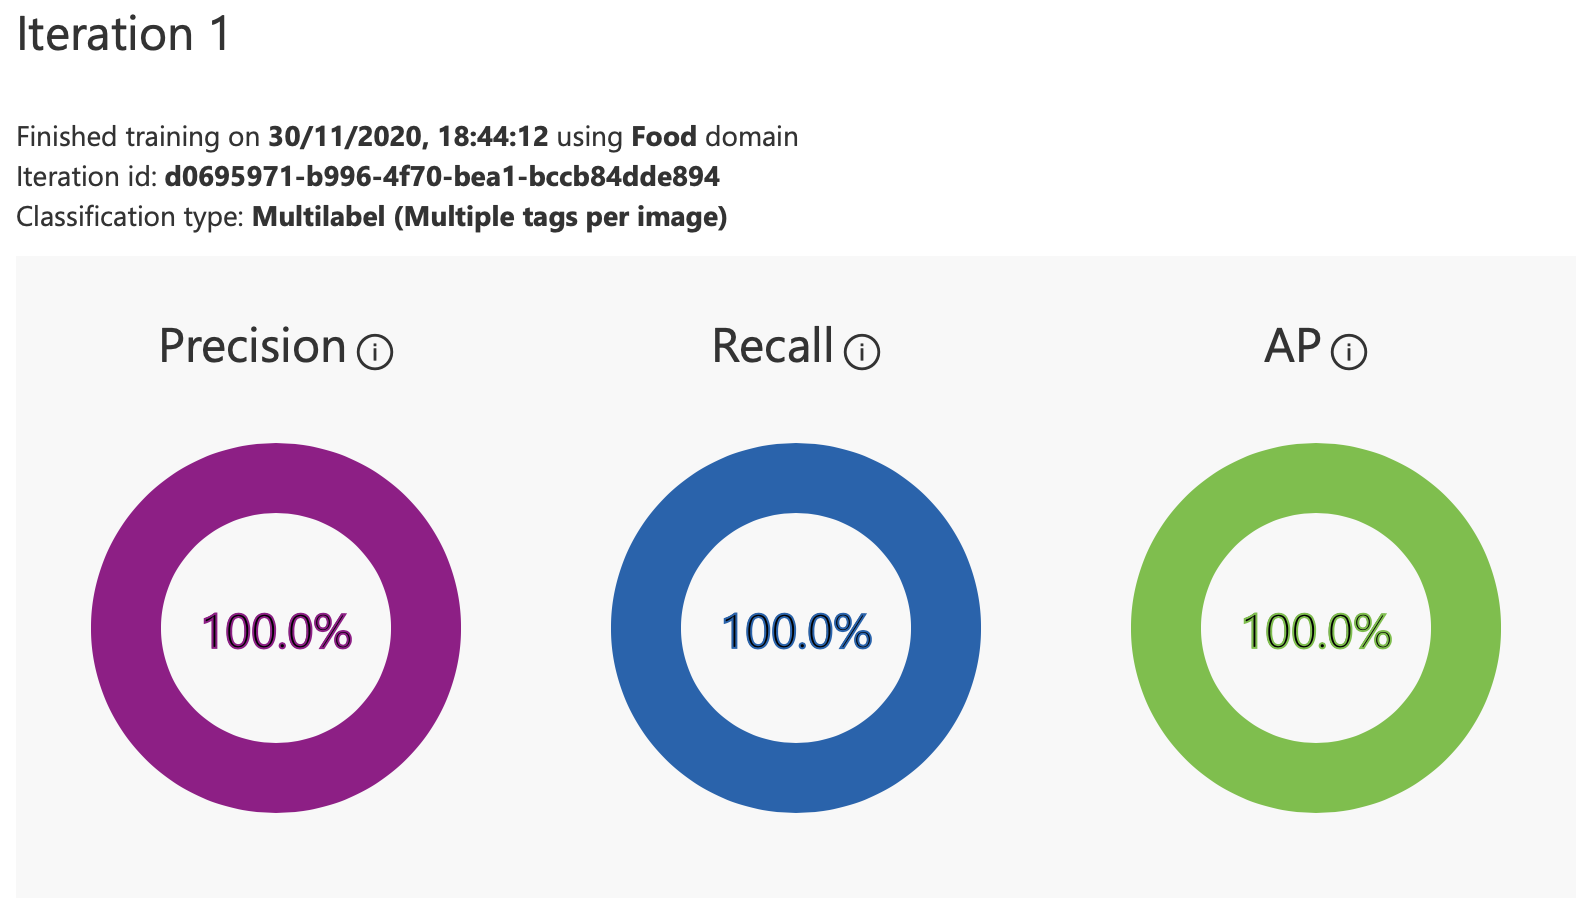 Iteration 1
Finished training on 30/11/2020, 18:44:12 using Food domain
Iteration id: d0695971-b996-4f70-bea1-bccb84dde894
Classification type: Multilabel (Multiple tags per image)
Precision
Recall
AP
100.0%
100.0%
100.0%